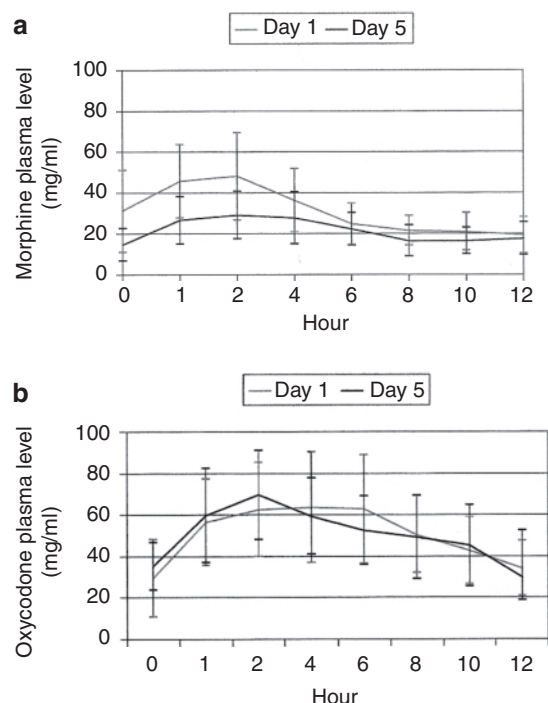 a
Day 1 Day 5
Morphine plasma level
(mg/ml)
100
80
60
40
20
0
0 1 2 4 6 8 10 12
Hour
b
Day 1 Day 5
Oxycodone plasma level
(mg/ml)
100
80
60
40
20
0
0 1 2 4 6 8 10 12
Hour